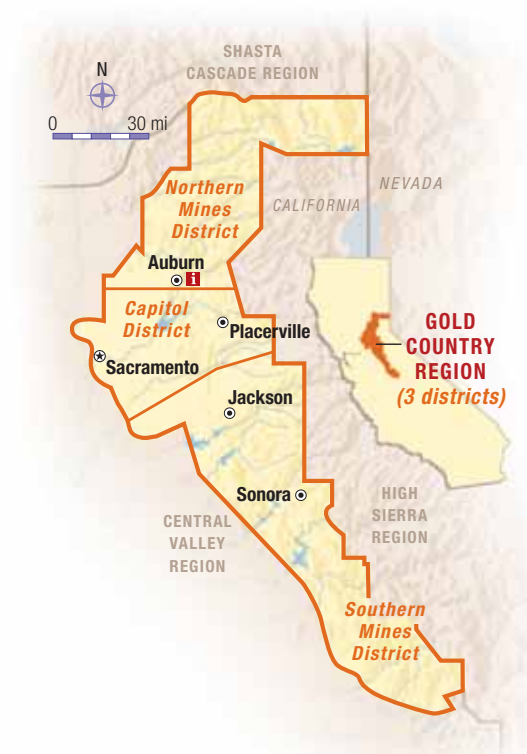 SHASTA
CASCADE REGION
N
0 30 mi
NEVADA
CALIFORNIA
Northern
Mines
District
Auburn
i
Capitol
District
Placerville
Sacramento
GOLD
COUNTRY
REGION
(3 districts)
Jackson
Sonora
HIGH
SIERRA
REGION
CENTRAL
VALLEY
REGION
Southern
Mines
District